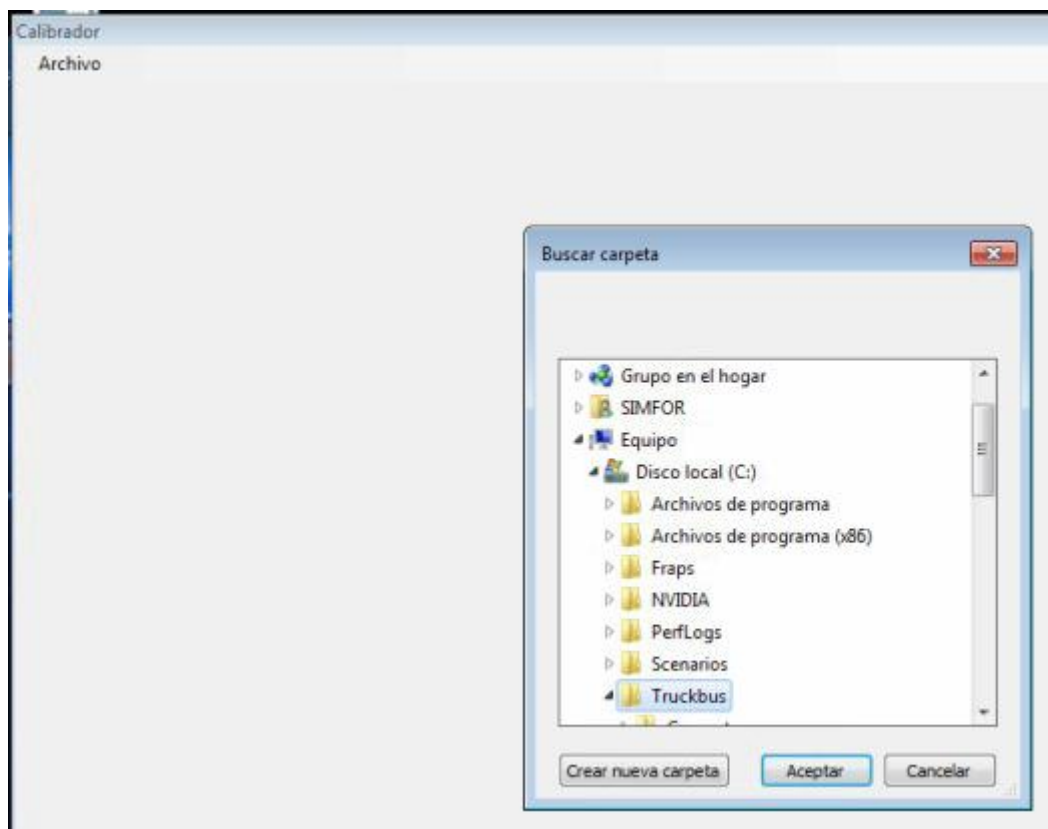 Calibrador
Archivo
Buscar carpeta
Grupo en el hogar
SIMFOR
Equipo
Disco local (C:)
Archivos de programa
Archivos de programa (x86)
Fraps
NVIDIA
PerfLogs
Scenarios
Truckbus
Crear nueva carpeta
Aceptar
Cancelar